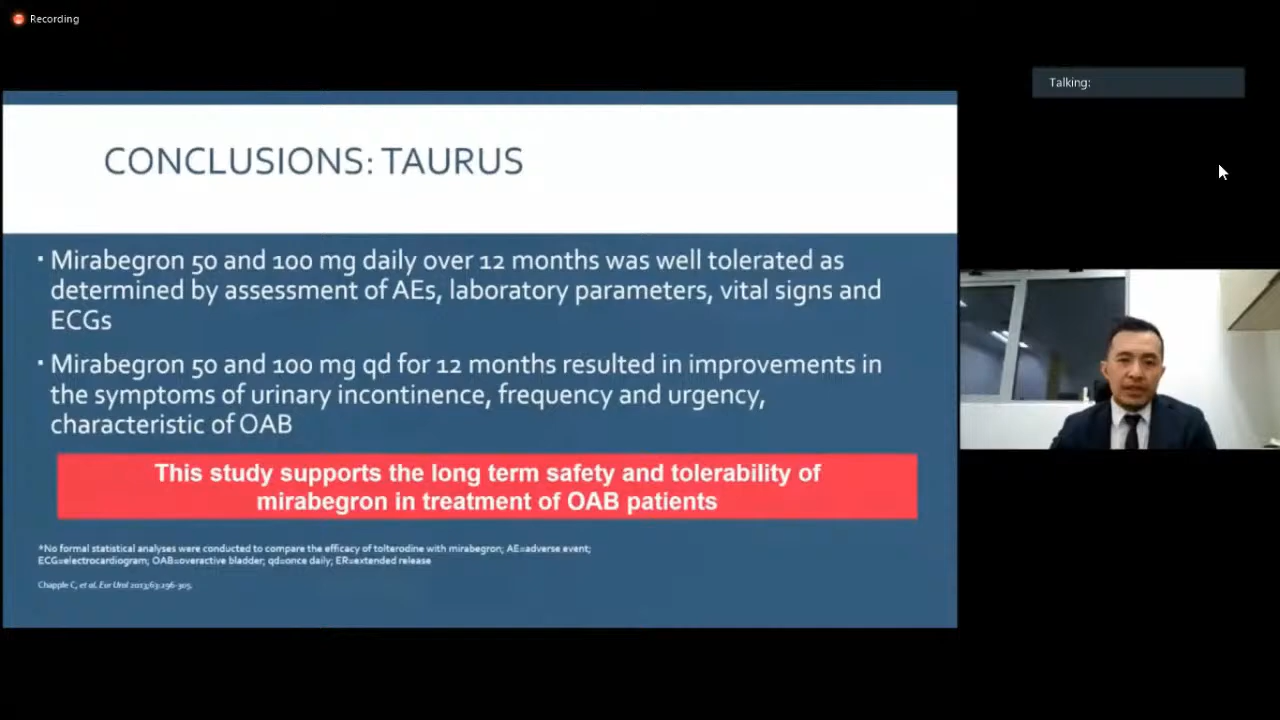 Recording
Talking:
CONCLUSIONS: TAURUS
▪ Mirabegron 50 and 100 mg daily over 12 months was well tolerated as
determined by assessment of AEs, laboratory parameters, vital signs and
ECGs
▪ Mirabegron 50 and 100 mg qd for 12 months resulted in improvements in
the symptoms of urinary incontinence, frequency and urgency,
characteristic of OAB
This study supports the long term safety and tolerability of
mirabegron in treatment of OAB patients
*No formal statistical analyses were conducted to compare the efficacy of tolterodine with mirabegron; AE=adverse event;
ECG=electrocardiogram; OAB=overactive bladder; qd=once daily; ER=extended release
Chapple C, et al. Eur Urol 2013;63:296-305.